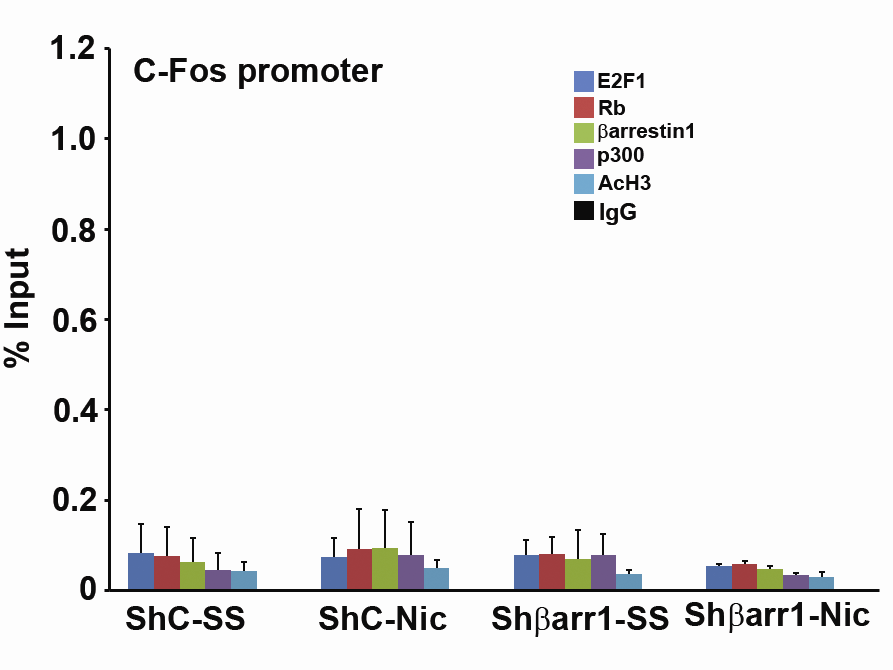 C-Fos promoter
E2F1
Rb
βarrestin1
p300
AcH3
IgG
% Input
1.2
1.0
0.8
0.6
0.4
0.2
0
ShC-SS
ShC-Nic
Shβarr1-SS
Shβarr1-Nic